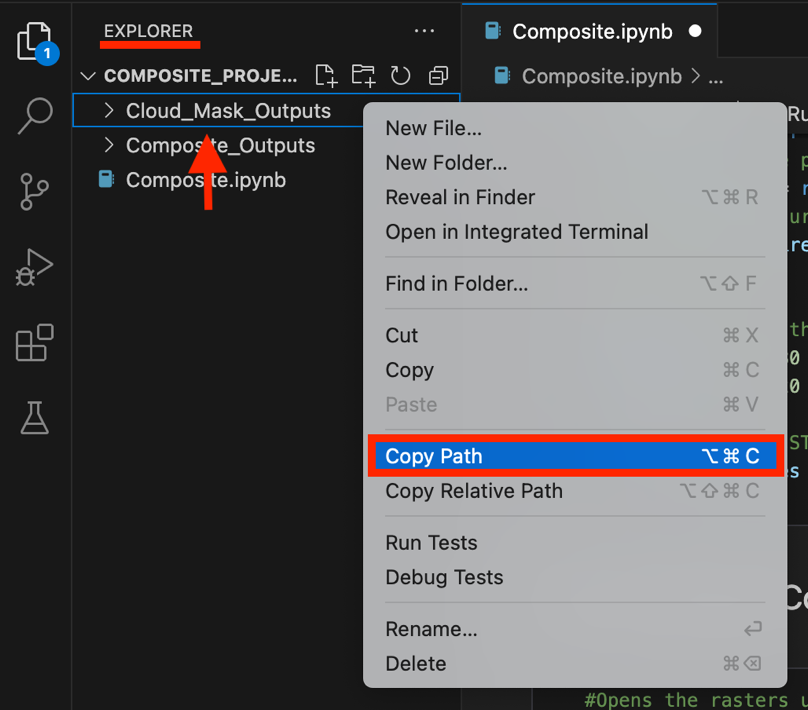 EXPLORER
Composite.ipynb
1
COMPOSITE_PROJE...
Composite.ipynb > ...
Cloud_Mask_Outputs
Composite_Outputs
Composite.ipynb
New File...
New Folder...
Reveal in Finder ⌥⌘R
Open in Integrated Terminal
Find in Folder... ⌥⇧F
Cut ⌘X
Copy ⌘C
Paste ⌘V
Copy Path ⌥⌘C
Copy Relative Path ⌥⇧⌘C
Run Tests
Debug Tests
Rename... ↩
Delete ⌘⌫
#Opens the rasters